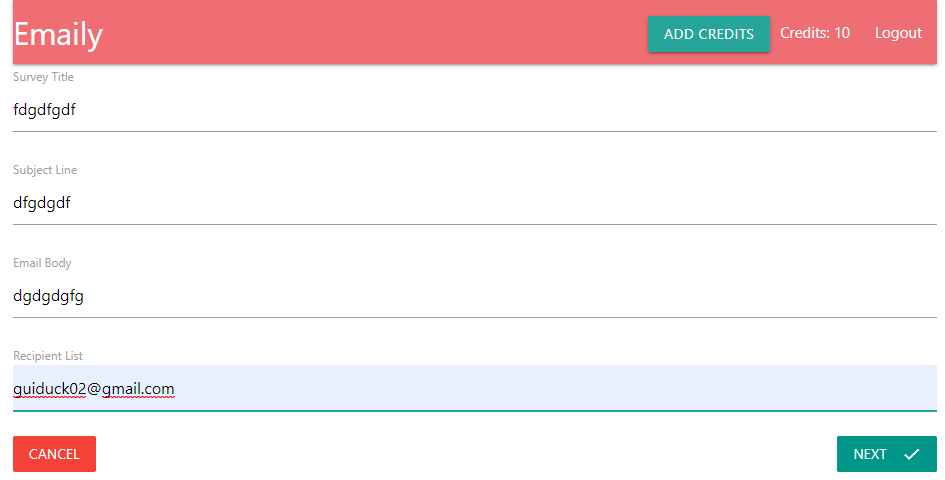 Emaily
ADD CREDITS Credits: 10 Logout
Survey Title
fdgdfgdf
Subject Line
dfgdgdf
Email Body
dgdgdgfg
Recipient List
guiduck02@gmail.com
CANCEL NEXT